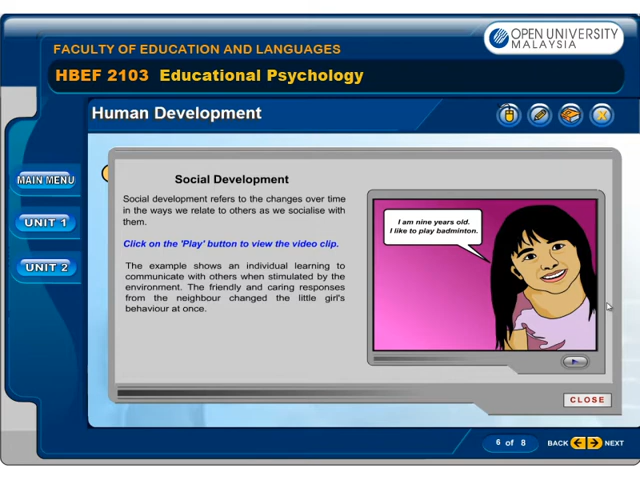 OPEN UNIVERSITY
MALAYSIA
FACULTY OF EDUCATION AND LANGUAGES
HBEF 2103 Educational Psychology
Human Development
MAIN MENU
UNIT 1
UNIT 2
Social Development
Social development refers to the changes over time
in the ways we relate to others as we socialise with
them.
Click on the 'Play' button to view the video clip.
The example shows an individual learning to
communicate with others when stimulated by the
environment. The friendly and caring responses
from the neighbour changed the little girl's
behaviour at once.
I am nine years old.
I like to play badminton.
CLOSE
6 of 8
BACK
NEXT